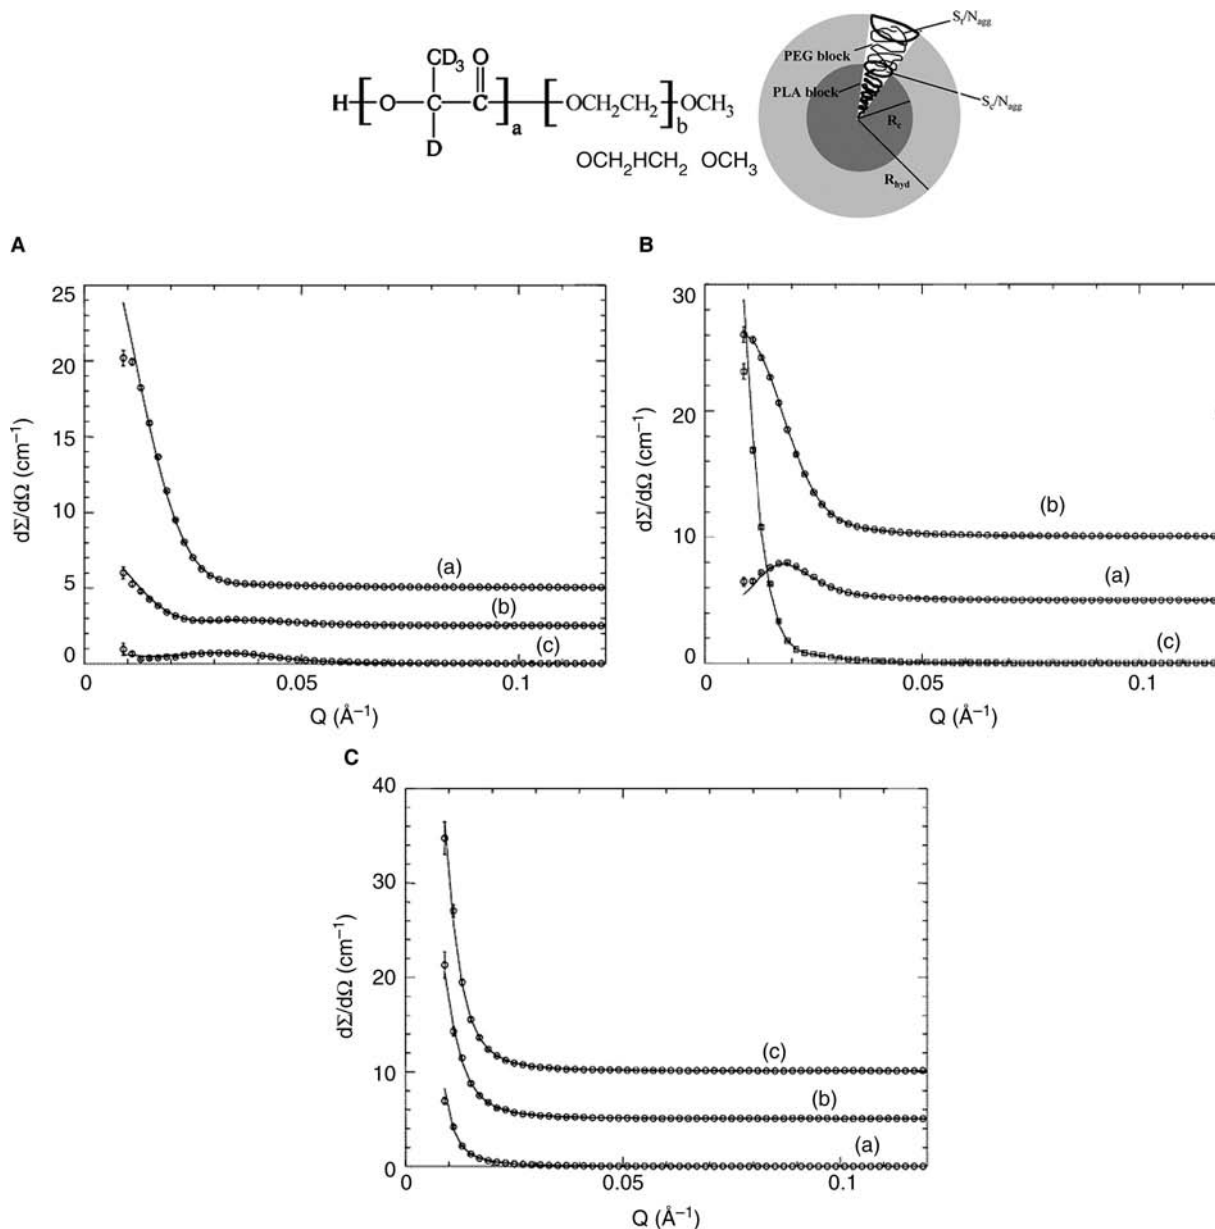 CD₃ O
H [ O — C — C ]ₐ [ OCH₂CH₂ ]b OCH₃
D
OCH₂HCH₂ OCH₃
Sf/Nagg
PEG block
PLA block
Sc/Nagg
Rc
Rhyd
A
25
20
15
10
5
0
dΣ/dΩ (cm⁻¹)
(a)
(b)
(c)
0 0.05 0.1
Q (Å⁻¹)
B
30
20
10
0
dΣ/dΩ (cm⁻¹)
(b)
(a)
(c)
0 0.05 0.1
Q (Å⁻¹)
C
40
30
20
10
0
dΣ/dΩ (cm⁻¹)
(c)
(b)
(a)
0 0.05 0.1
Q (Å⁻¹)